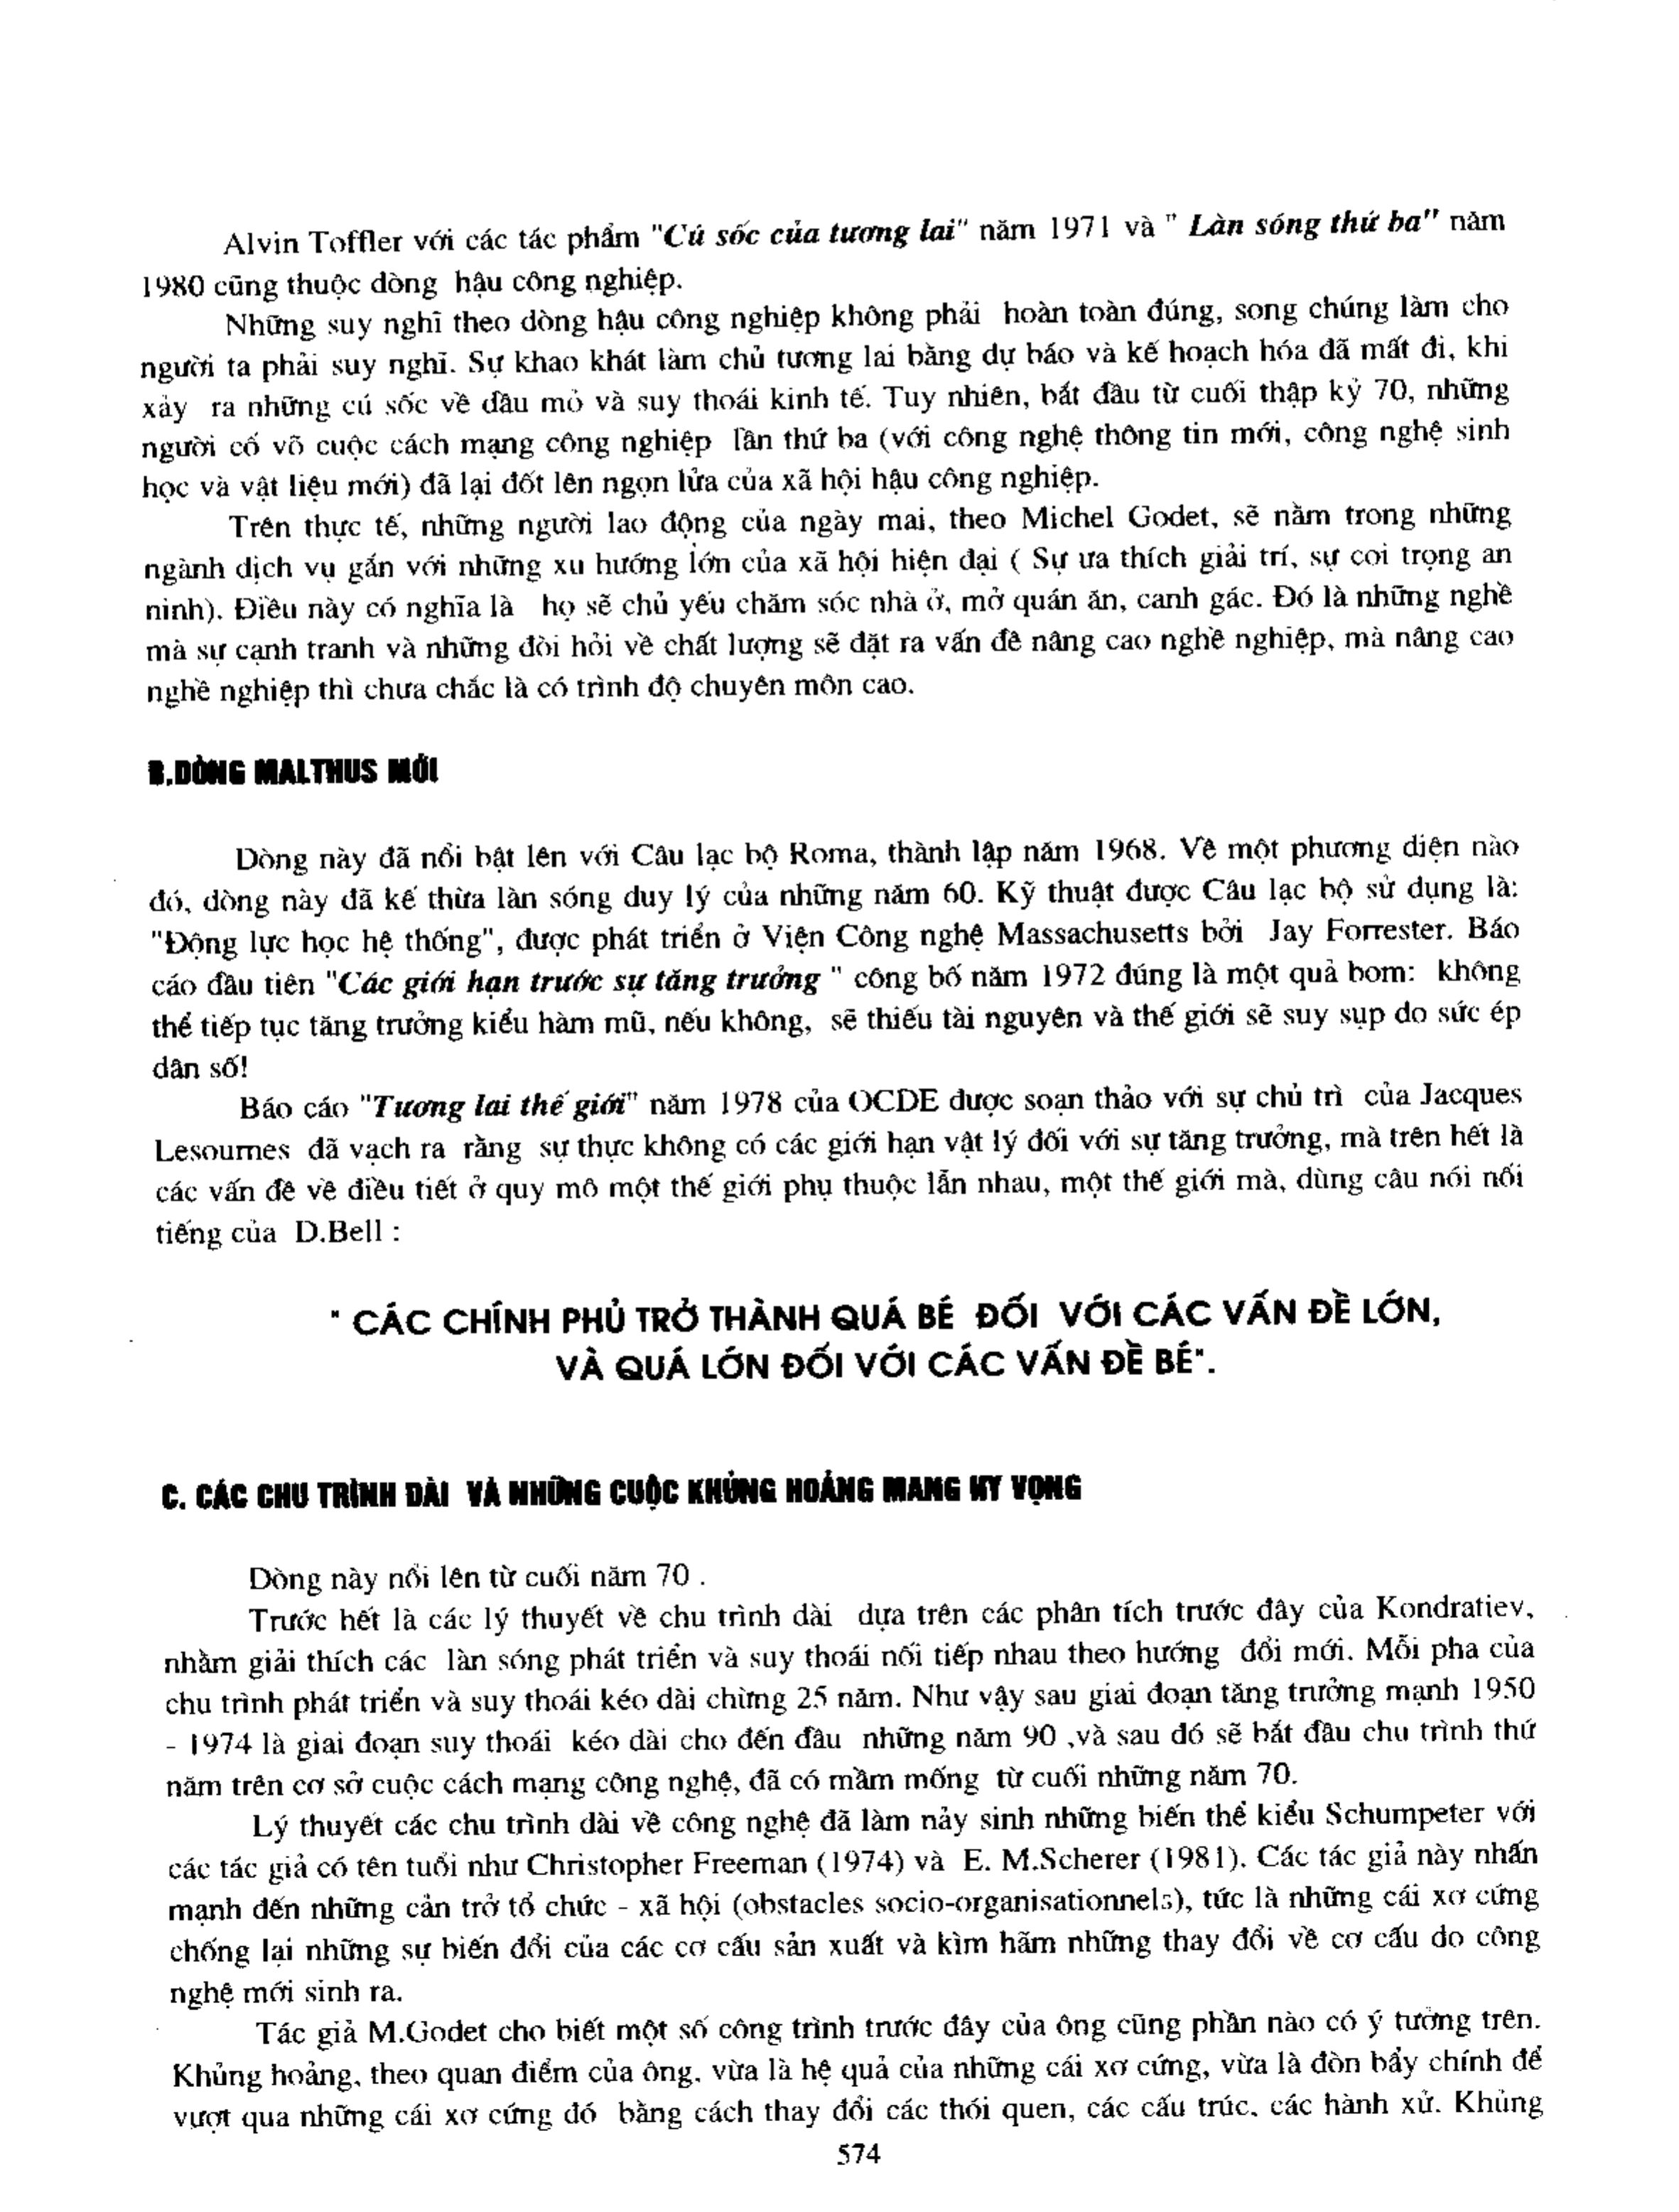 Alvin Toffler với các tác phẩm "Cú sốc của tương lai" năm 1971 và " Làn sóng thứ ba" năm
1980 cũng thuộc dòng hậu công nghiệp.
Những suy nghĩ theo dòng hậu công nghiệp không phải hoàn toàn đúng, song chúng làm cho
người ta phải suy nghĩ. Sự khao khát làm chủ tương lai bằng dự báo và kế hoạch hóa đã mất đi, khi
xảy ra những cú sốc về dầu mỏ và suy thoái kinh tế. Tuy nhiên, bắt đầu từ cuối thập kỷ 70, những
người cổ võ cuộc cách mạng công nghiệp lần thứ ba (với công nghệ thông tin mới, công nghệ sinh
học và vật liệu mới) đã lại đốt lên ngọn lửa của xã hội hậu công nghiệp.
Trên thực tế, những người lao động của ngày mai, theo Michel Godet, sẽ nằm trong những
ngành dịch vụ gắn với những xu hướng lớn của xã hội hiện đại ( Sự ưa thích giải trí, sự coi trọng an
ninh). Điều này có nghĩa là họ sẽ chủ yếu chăm sóc nhà ở, mở quán ăn, canh gác. Đó là những nghề
mà sự cạnh tranh và những đòi hỏi về chất lượng sẽ đặt ra vấn đề nâng cao nghề nghiệp, mà nâng cao
nghề nghiệp thì chưa chắc là có trình độ chuyên môn cao.
B.DÒNG MALTHUS MỚI
Dòng này đã nổi bật lên với Câu lạc bộ Roma, thành lập năm 1968. Về một phương diện nào
đó, dòng này đã kế thừa làn sóng duy lý của những năm 60. Kỹ thuật được Câu lạc bộ sử dụng là:
"Động lực học hệ thống", được phát triển ở Viện Công nghệ Massachusetts bởi Jay Forrester. Báo
cáo đầu tiên "Các giới hạn trước sự tăng trưởng " công bố năm 1972 đúng là một quả bom: không
thể tiếp tục tăng trưởng kiểu hàm mũ, nếu không, sẽ thiếu tài nguyên và thế giới sẽ suy sụp do sức ép
dân số!
Báo cáo "Tương lai thế giới" năm 1978 của OCDE được soạn thảo với sự chủ trì của Jacques
Lesournes đã vạch ra rằng sự thực không có các giới hạn vật lý đối với sự tăng trưởng, mà trên hết là
các vấn đề về điều tiết ở quy mô một thế giới phụ thuộc lẫn nhau, một thế giới mà, dùng câu nói nổi
tiếng của D.Bell :
" CÁC CHÍNH PHỦ TRỞ THÀNH QUÁ BÉ ĐỐI VỚI CÁC VẤN ĐỀ LỚN,
VÀ QUÁ LỚN ĐỐI VỚI CÁC VẤN ĐỀ BÉ".
C. CÁC CHU TRÌNH DÀI VÀ NHỮNG CUỘC KHỦNG HOẢNG MANG HY VỌNG
Dòng này nổi lên từ cuối năm 70 .
Trước hết là các lý thuyết về chu trình dài dựa trên các phân tích trước đây của Kondratiev,
nhằm giải thích các làn sóng phát triển và suy thoái nối tiếp nhau theo hướng đổi mới. Mỗi pha của
chu trình phát triển và suy thoái kéo dài chừng 25 năm. Như vậy sau giai đoạn tăng trưởng mạnh 1950
- 1974 là giai đoạn suy thoái kéo dài cho đến đầu những năm 90 ,và sau đó sẽ bắt đầu chu trình thứ
năm trên cơ sở cuộc cách mạng công nghệ, đã có mầm mống từ cuối những năm 70.
Lý thuyết các chu trình dài về công nghệ đã làm nảy sinh những biến thể kiểu Schumpeter với
các tác giả có tên tuổi như Christopher Freeman (1974) và E. M.Scherer (1981). Các tác giả này nhấn
mạnh đến những cản trở tổ chức - xã hội (obstacles socio-organisationnels), tức là những cái xơ cứng
chống lại những sự biến đổi của các cơ cấu sản xuất và kìm hãm những thay đổi về cơ cấu do công
nghệ mới sinh ra.
Tác giả M.Godet cho biết một số công trình trước đây của ông cũng phần nào có ý tưởng trên.
Khủng hoảng, theo quan điểm của ông, vừa là hệ quả của những cái xơ cứng, vừa là đòn bẩy chính để
vượt qua những cái xơ cứng đó bằng cách thay đổi các thói quen, các cấu trúc, các hành xử. Khủng
574